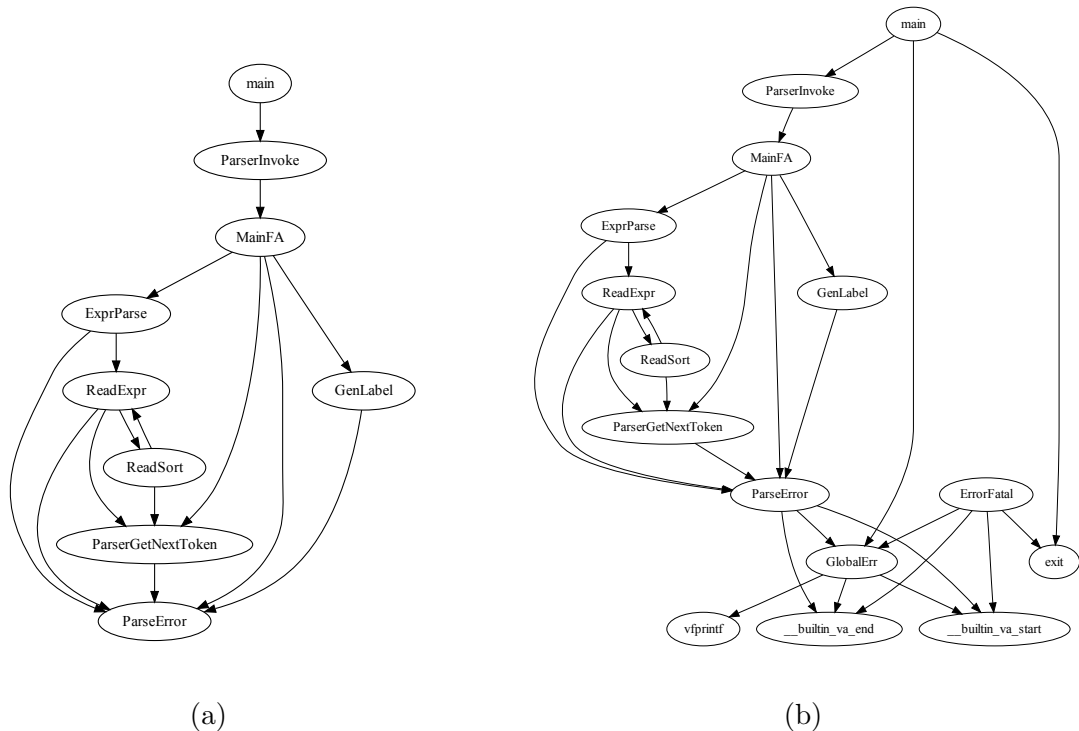 main
ParserInvoke
MainFA
ExprParse
ReadExpr
GenLabel
ReadSort
ParserGetNextToken
ParseError
(a)
main
ParserInvoke
MainFA
ExprParse
ReadExpr
GenLabel
ReadSort
ParserGetNextToken
ParseError
ErrorFatal
GlobalErr
exit
vfprintf
__builtin_va_end
__builtin_va_start
(b)